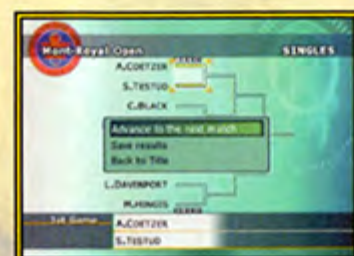 Mont-Royal Open
SINGLES
A.COETZER
S.TESTUD
C.BLACK
Advance to the next match
Save results
Back to Title
L.DAVENPORT
M.HINGIS
1st Game
A.COETZER
S.TESTUD